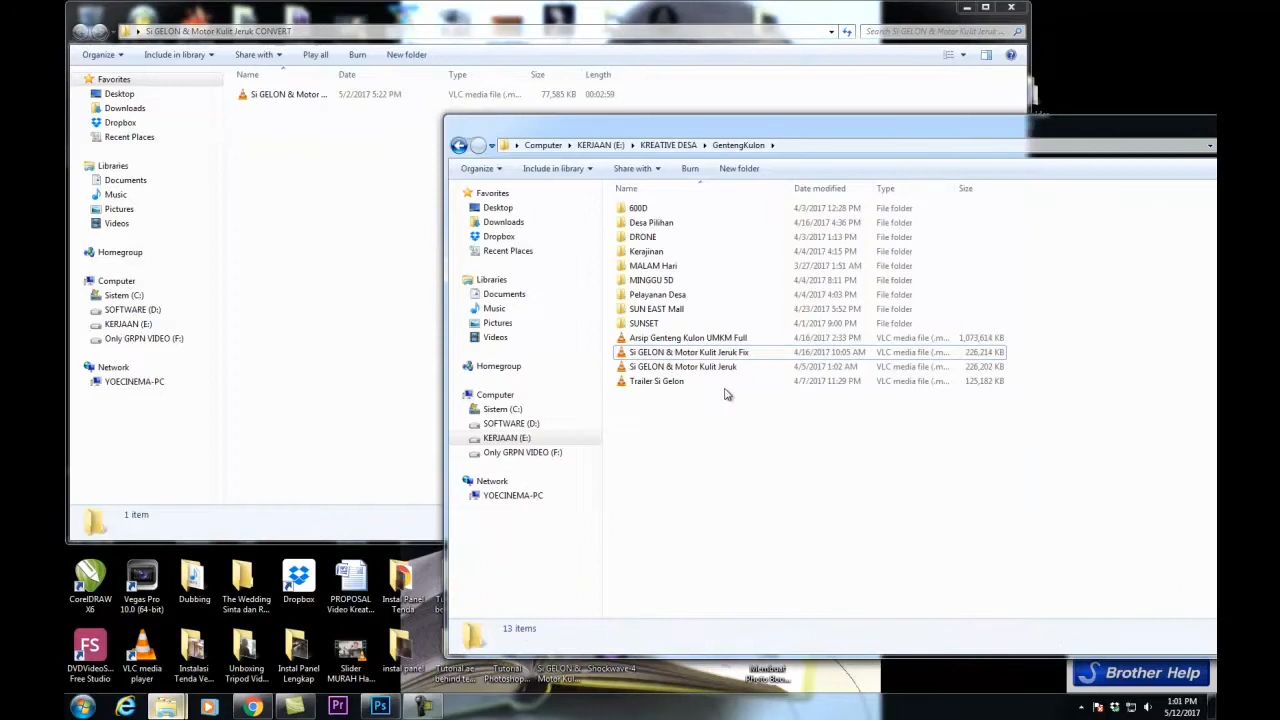 Si GELON & Motor Kulit Jeruk CONVERT
Search Si GELON & Motor Kulit Jeruk ...
Organize Include in library Share with Play all Burn New folder
Name Date Type Size Length
Si GELON & Motor ... 5/2/2017 5:22 PM VLC media file (.m... 77,585 KB 00:02:59
Favorites
Desktop
Downloads
Dropbox
Recent Places
Libraries
Documents
Music
Pictures
Videos
Homegroup
Computer
Sistem (C:)
SOFTWARE (D:)
KERJAAN (E:)
Only GRPN VIDEO (F:)
Network
YOECINEMA-PC
1 item
Computer KERJAAN (E:) KREATIVE DESA GentengKulon
Organize Include in library Share with Burn New folder
Name Date modified Type Size
Favorites
Desktop
Downloads
Dropbox
Recent Places
Libraries
Documents
Music
Pictures
Videos
Homegroup
Computer
Sistem (C:)
SOFTWARE (D:)
KERJAAN (E:)
Only GRPN VIDEO (F:)
Network
YOECINEMA-PC
600D 4/3/2017 12:28 PM File folder
Desa Pilihan 4/16/2017 4:36 PM File folder
DRONE 4/3/2017 1:13 PM File folder
Kerajinan 4/4/2017 4:15 PM File folder
MALAM Hari 3/27/2017 1:51 AM File folder
MINGGU 5D 4/4/2017 8:11 PM File folder
Pelayanan Desa 4/4/2017 4:03 PM File folder
SUN EAST Mall 4/23/2017 5:52 PM File folder
SUNSET 4/1/2017 9:00 PM File folder
Arsip Genteng Kulon UMKM Full 4/16/2017 2:33 PM VLC media file (.m... 1,073,614 KB
Si GELON & Motor Kulit Jeruk Fix 4/16/2017 10:05 AM VLC media file (.m... 226,214 KB
Si GELON & Motor Kulit Jeruk 4/5/2017 1:02 AM VLC media file (.m... 226,202 KB
Trailer Si Gelon 4/7/2017 11:29 PM VLC media file (.m... 125,182 KB
13 items
CorelDRAW X6
Vegas Pro 10.0 (64-bit)
Dubbing
The Wedding Sinta dan R...
Dropbox
PROPOSAL Video Kreat...
Instal Panel Tenda
FS
DVDVideoS... Free Studio
VLC media player
Instalasi Tenda Ve...
Unboxing Tripod Vid...
Instal Panel Lengkap
Slider MURAH Ha...
instal panel
Tutorial ae behind te...
Tutorial Photoshop...
Si GELON & Motor Kul...
Shockwave-4
Membuat Photo Boo...
Brother Help
Pr
Ps
1:01 PM
5/12/2017